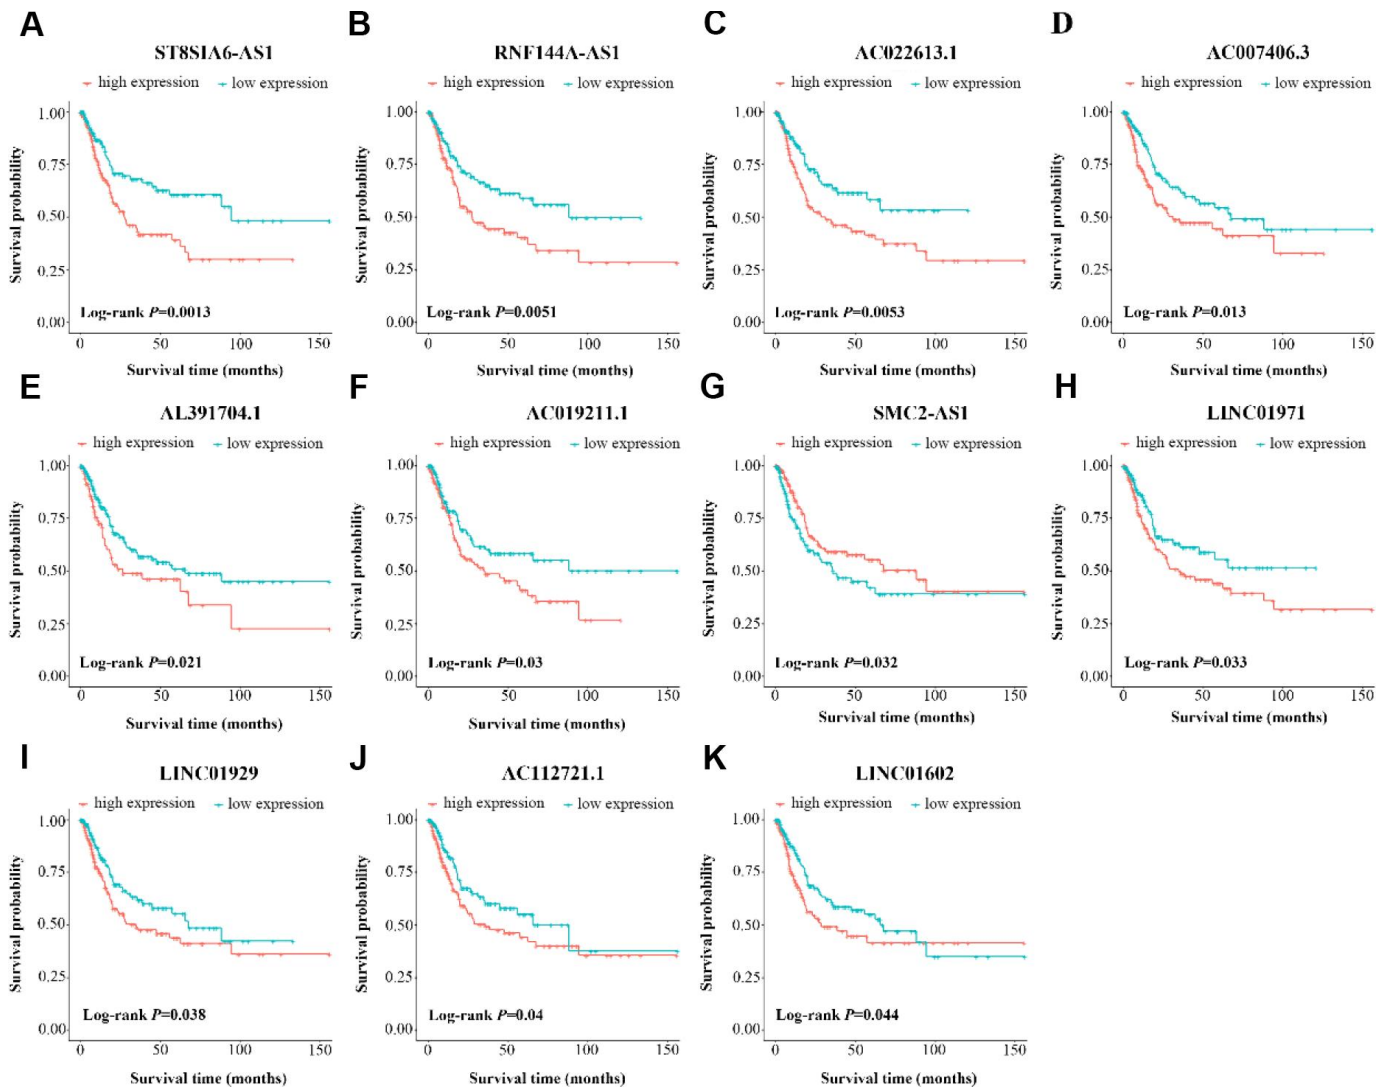 A
ST8SIA6-AS1
high expression low expression
Survival probability
1.00
0.75
0.50
0.25
0.00
Log-rank P=0.0013
0 50 100 150
Survival time (months)
B
RNF144A-AS1
high expression low expression
Survival probability
1.00
0.75
0.50
0.25
0.00
Log-rank P=0.0051
0 50 100 150
Survival time (months)
C
AC022613.1
high expression low expression
Survival probability
1.00
0.75
0.50
0.25
0.00
Log-rank P=0.0053
0 50 100 150
Survival time (months)
D
AC007406.3
high expression low expression
Survival probability
1.00
0.75
0.50
0.25
0.00
Log-rank P=0.013
0 50 100 150
Survival time (months)
E
AL391704.1
high expression low expression
Survival probability
1.00
0.75
0.50
0.25
0.00
Log-rank P=0.021
0 50 100 150
Survival time (months)
F
AC019211.1
high expression low expression
Survival probability
1.00
0.75
0.50
0.25
0.00
Log-rank P=0.03
0 50 100 150
Survival time (months)
G
SMC2-AS1
high expression low expression
Survival probability
1.00
0.75
0.50
0.25
0.00
Log-rank P=0.032
0 50 100 150
Survival time (months)
H
LINC01971
high expression low expression
Survival probability
1.00
0.75
0.50
0.25
0.00
Log-rank P=0.033
0 50 100 150
Survival time (months)
I
LINC01929
high expression low expression
Survival probability
1.00
0.75
0.50
0.25
0.00
Log-rank P=0.038
0 50 100 150
Survival time (months)
J
AC112721.1
high expression low expression
Survival probability
1.00
0.75
0.50
0.25
0.00
Log-rank P=0.04
0 50 100 150
Survival time (months)
K
LINC01602
high expression low expression
Survival probability
1.00
0.75
0.50
0.25
0.00
Log-rank P=0.044
0 50 100 150
Survival time (months)